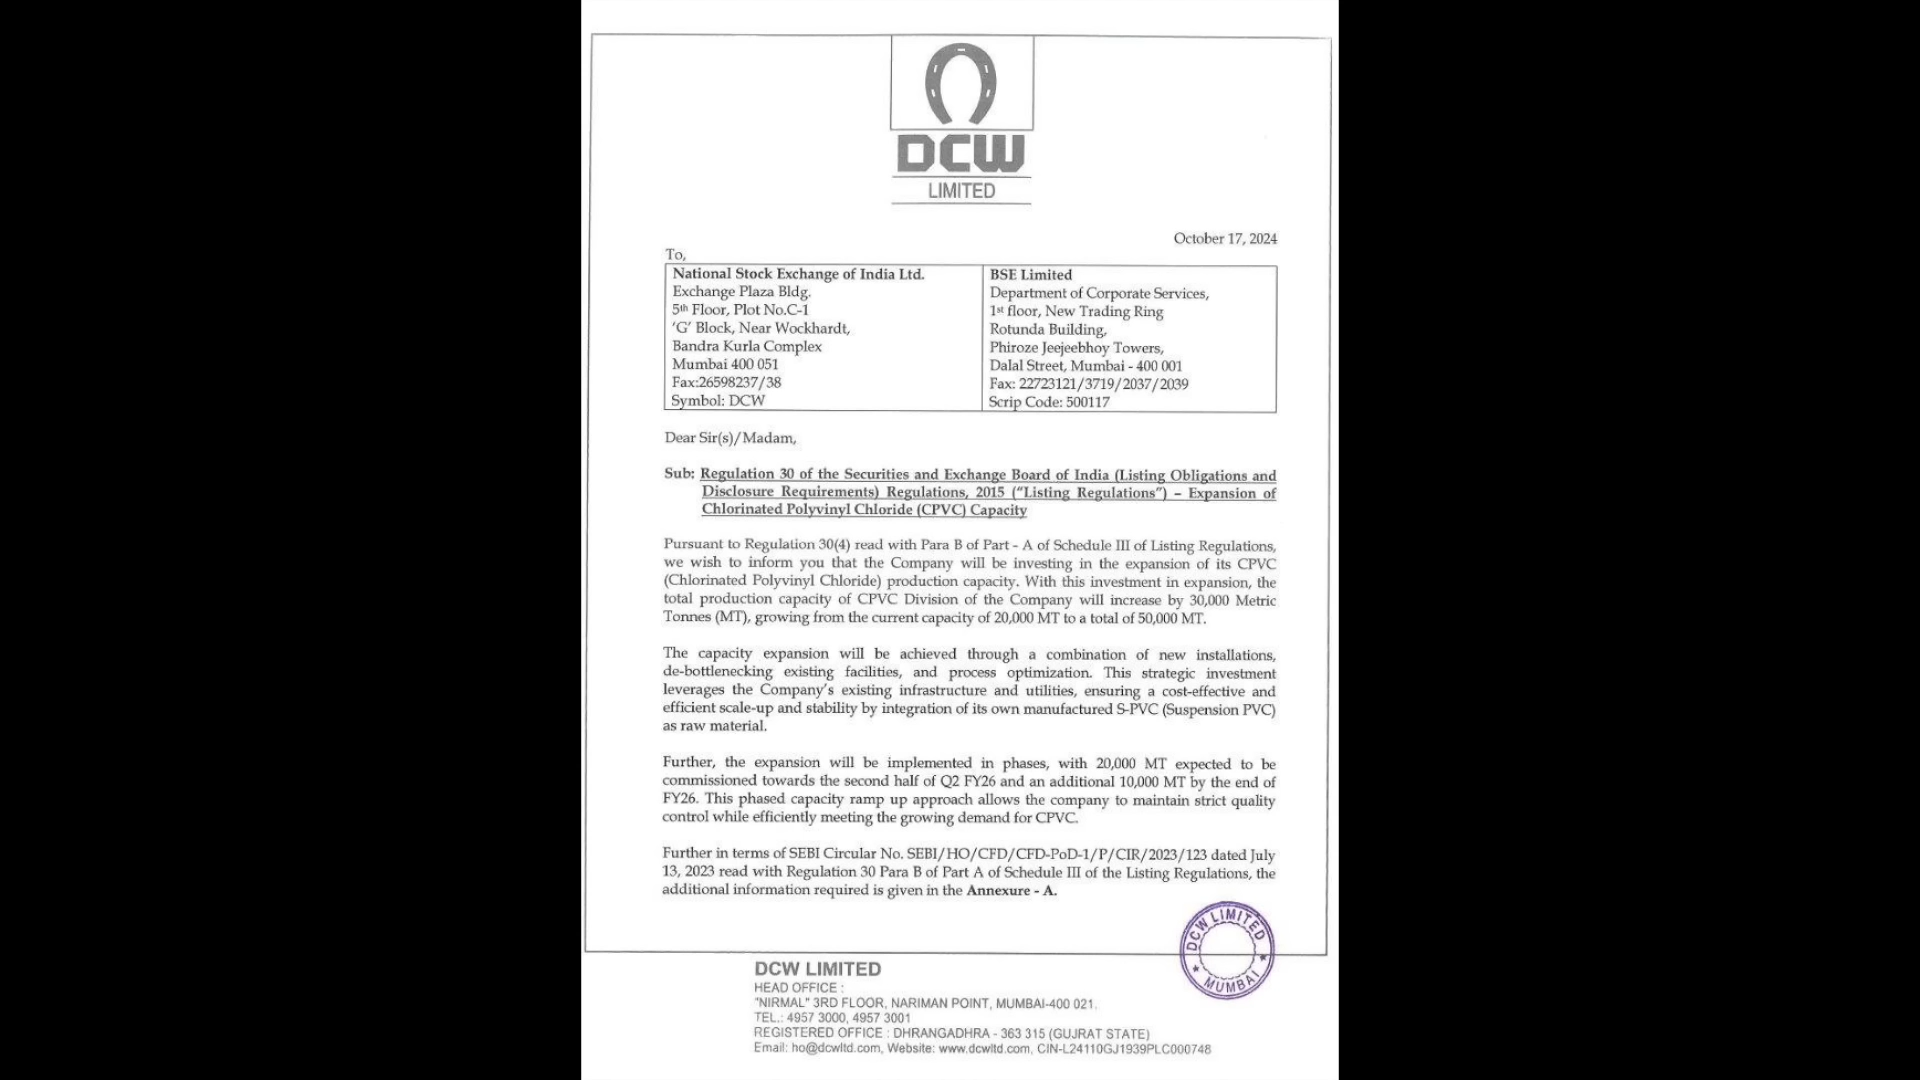 DCW
LIMITED
October 17, 2024
To,
National Stock Exchange of India Ltd.
Exchange Plaza Bldg.
5th Floor, Plot No.C-1
'G' Block, Near Wockhardt,
Bandra Kurla Complex
Mumbai 400 051
Fax:26598237/38
Symbol: DCW
BSE Limited
Department of Corporate Services,
1st floor, New Trading Ring
Rotunda Building,
Phiroze Jeejeebhoy Towers,
Dalal Street, Mumbai - 400 001
Fax: 22723121/3719/2037/2039
Scrip Code: 500117
Dear Sir(s)/Madam,
Sub: Regulation 30 of the Securities and Exchange Board of India (Listing Obligations and
Disclosure Requirements) Regulations, 2015 (“Listing Regulations”) – Expansion of
Chlorinated Polyvinyl Chloride (CPVC) Capacity
Pursuant to Regulation 30(4) read with Para B of Part - A of Schedule III of Listing Regulations,
we wish to inform you that the Company will be investing in the expansion of its CPVC
(Chlorinated Polyvinyl Chloride) production capacity. With this investment in expansion, the
total production capacity of CPVC Division of the Company will increase by 30,000 Metric
Tonnes (MT), growing from the current capacity of 20,000 MT to a total of 50,000 MT.
The capacity expansion will be achieved through a combination of new installations,
de-bottlenecking existing facilities, and process optimization. This strategic investment
leverages the Company's existing infrastructure and utilities, ensuring a cost-effective and
efficient scale-up and stability by integration of its own manufactured S-PVC (Suspension PVC)
as raw material.
Further, the expansion will be implemented in phases, with 20,000 MT expected to be
commissioned towards the second half of Q2 FY26 and an additional 10,000 MT by the end of
FY26. This phased capacity ramp up approach allows the company to maintain strict quality
control while efficiently meeting the growing demand for CPVC.
Further in terms of SEBI Circular No. SEBI/HO/CFD/CFD-PoD-1/P/CIR/2023/123 dated July
13, 2023 read with Regulation 30 Para B of Part A of Schedule III of the Listing Regulations, the
additional information required is given in the Annexure - A.
DCW LIMITED
MUMBAI
DCW LIMITED
HEAD OFFICE :
"NIRMAL" 3RD FLOOR, NARIMAN POINT, MUMBAI-400 021.
TEL.: 4957 3000, 4957 3001
REGISTERED OFFICE : DHRANGADHRA - 363 315 (GUJRAT STATE)
Email: ho@dcwltd.com, Website: www.dcwltd.com, CIN-L24110GJ1939PLC000748